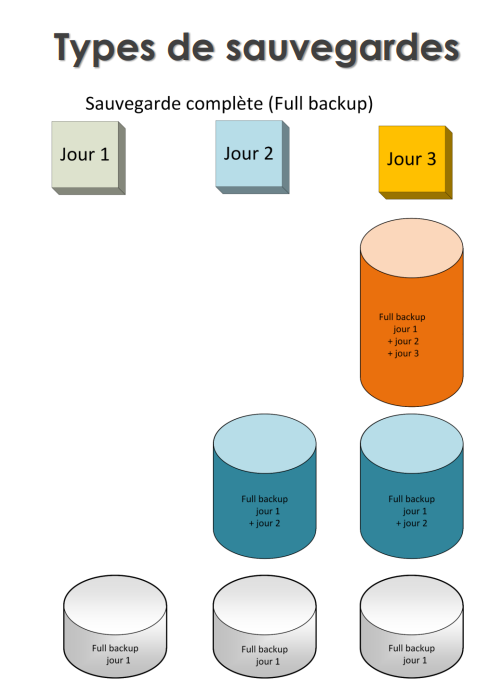 Types de sauvegardes
Sauvegarde complète (Full backup)
Jour 1
Jour 2
Jour 3
Full backup
jour 1
+ jour 2
+ jour 3
Full backup
jour 1
+ jour 2
Full backup
jour 1
+ jour 2
Full backup
jour 1
Full backup
jour 1
Full backup
jour 1